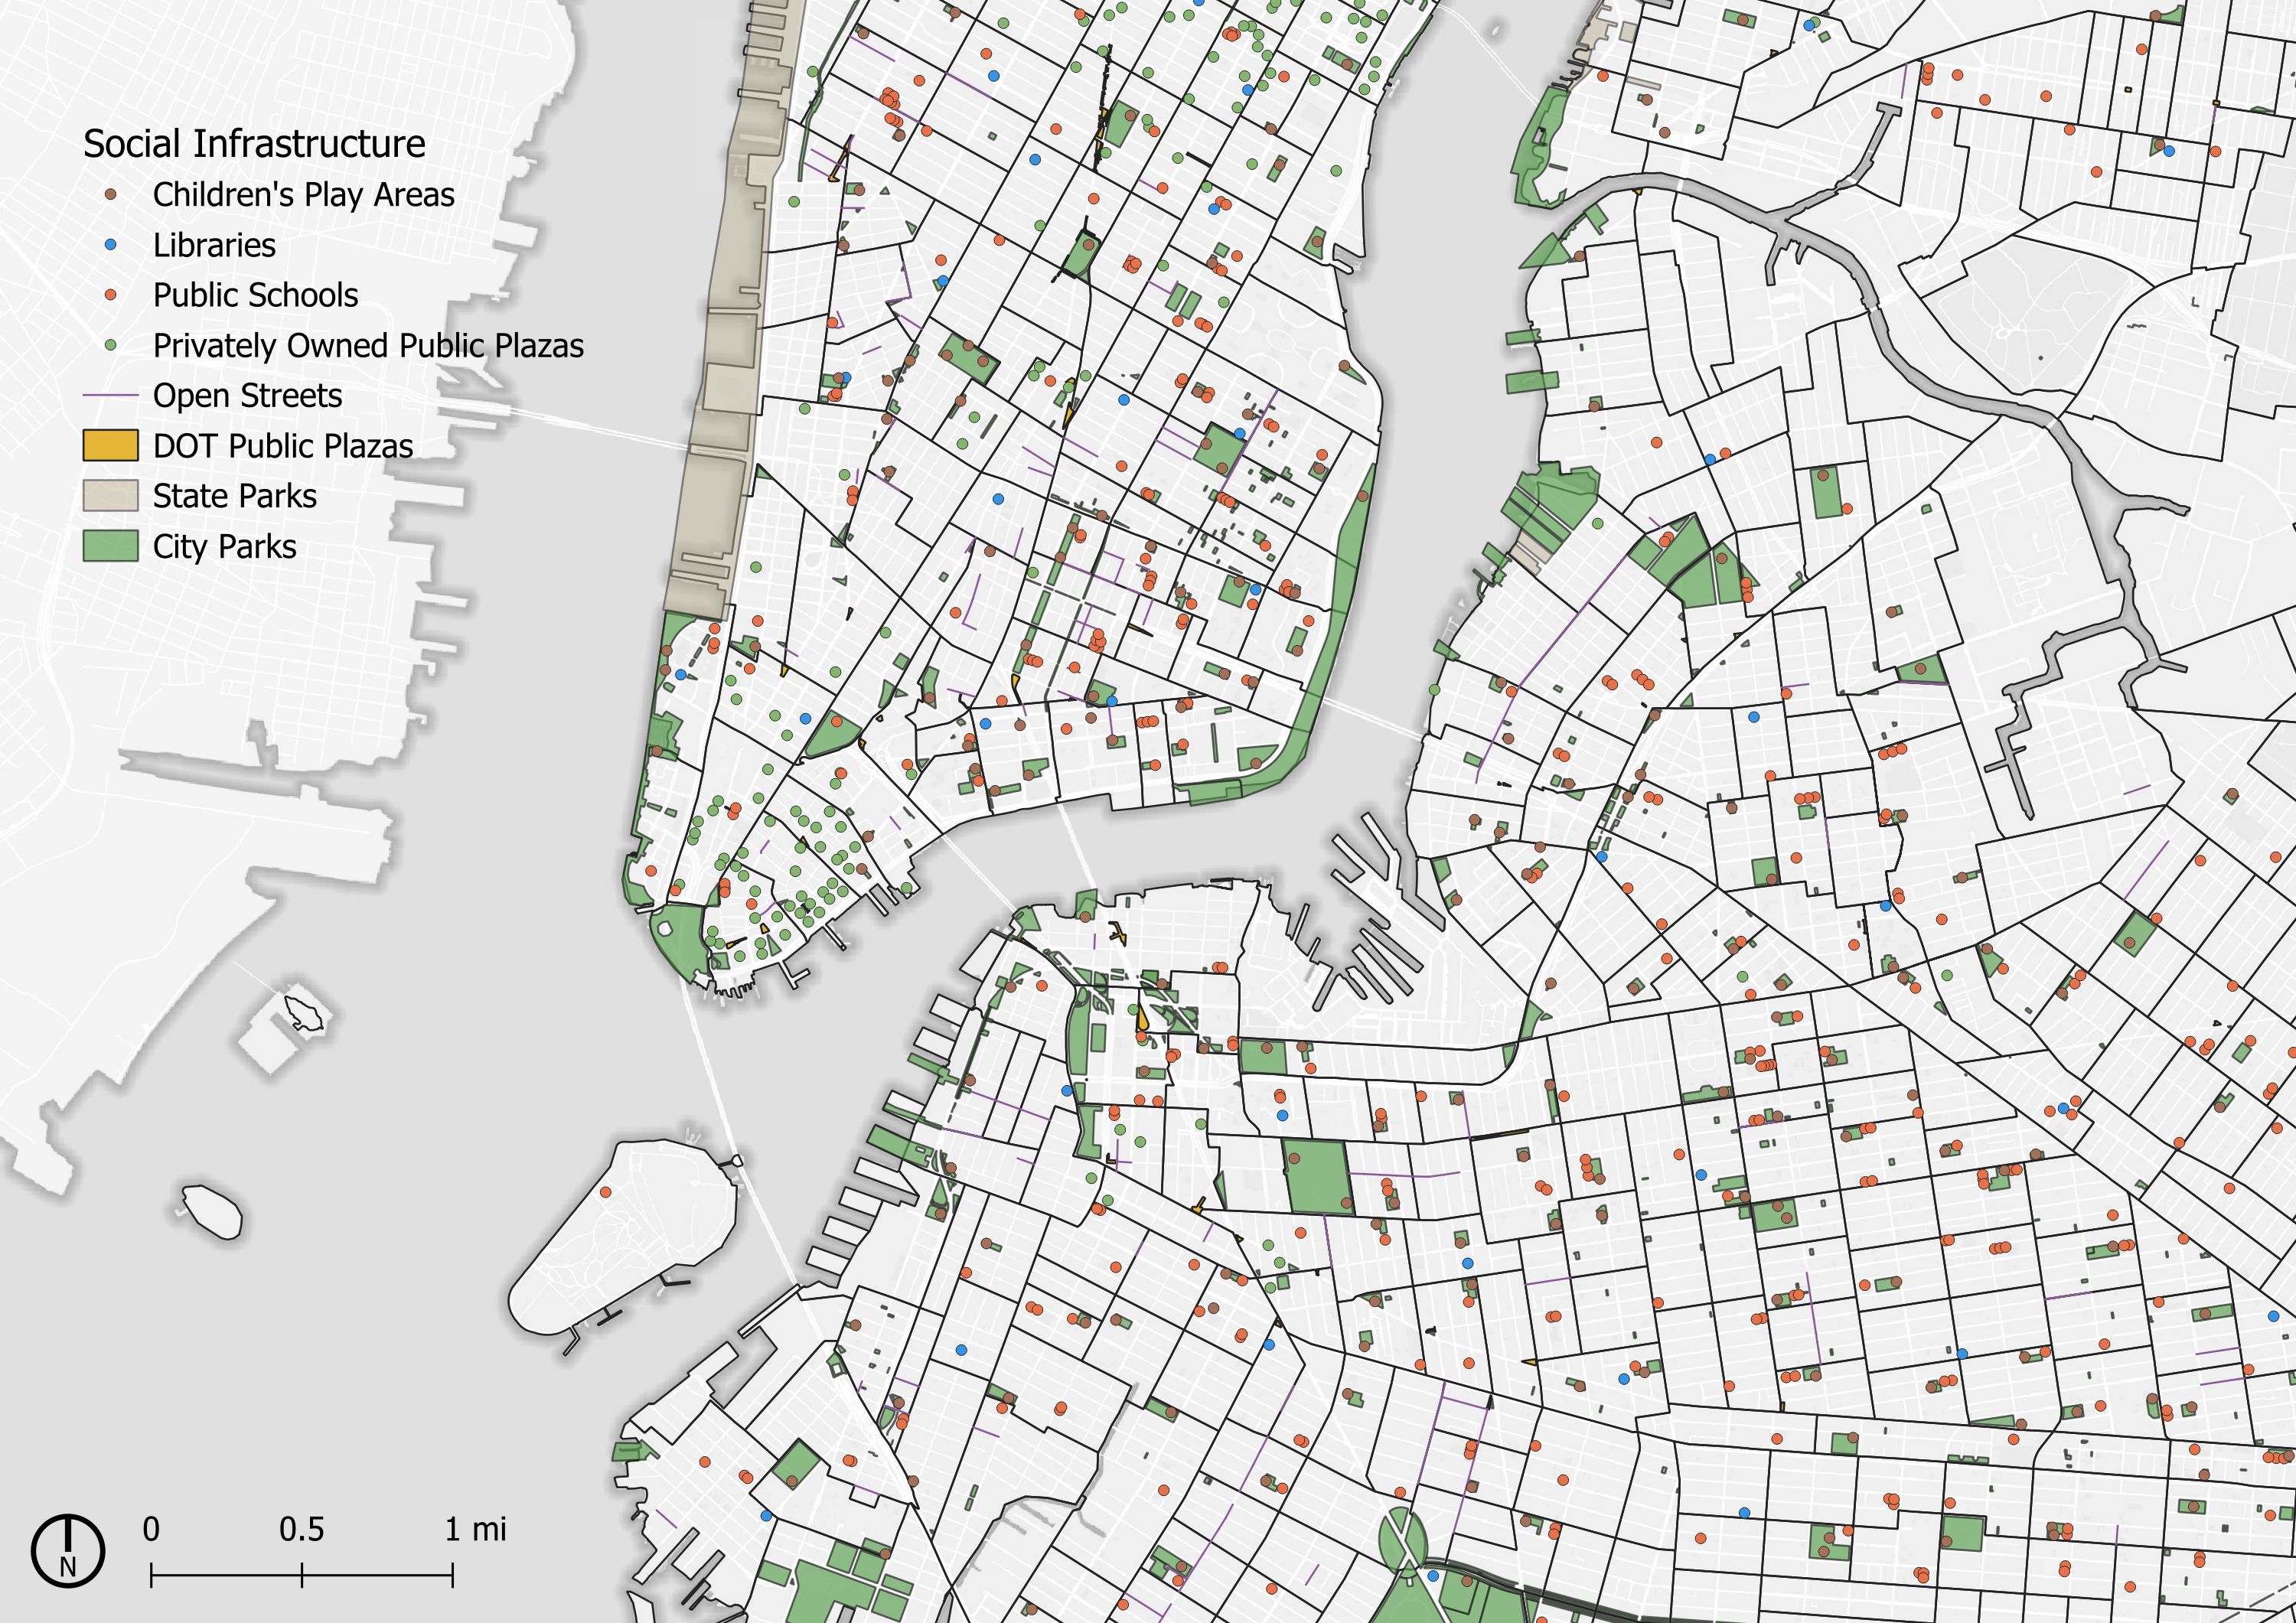 Social Infrastructure
Children's Play Areas
Libraries
Public Schools
Privately Owned Public Plazas
Open Streets
DOT Public Plazas
State Parks
City Parks
N
0 0.5 1 mi